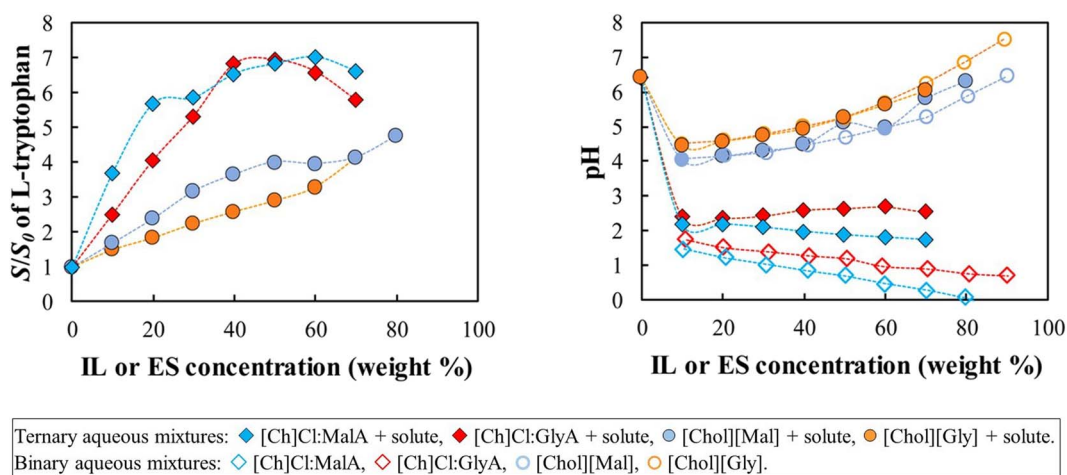 S/S0 of L-tryptophan
8
7
6
5
4
3
2
1
0
0 20 40 60 80 100
IL or ES concentration (weight %)
pH
8
7
6
5
4
3
2
1
0
0 20 40 60 80 100
IL or ES concentration (weight %)
Ternary aqueous mixtures: [Ch]Cl:MalA + solute, [Ch]Cl:GlyA + solute, [Chol][Mal] + solute, [Chol][Gly] + solute.
Binary aqueous mixtures: [Ch]Cl:MalA, [Ch]Cl:GlyA, [Chol][Mal], [Chol][Gly].